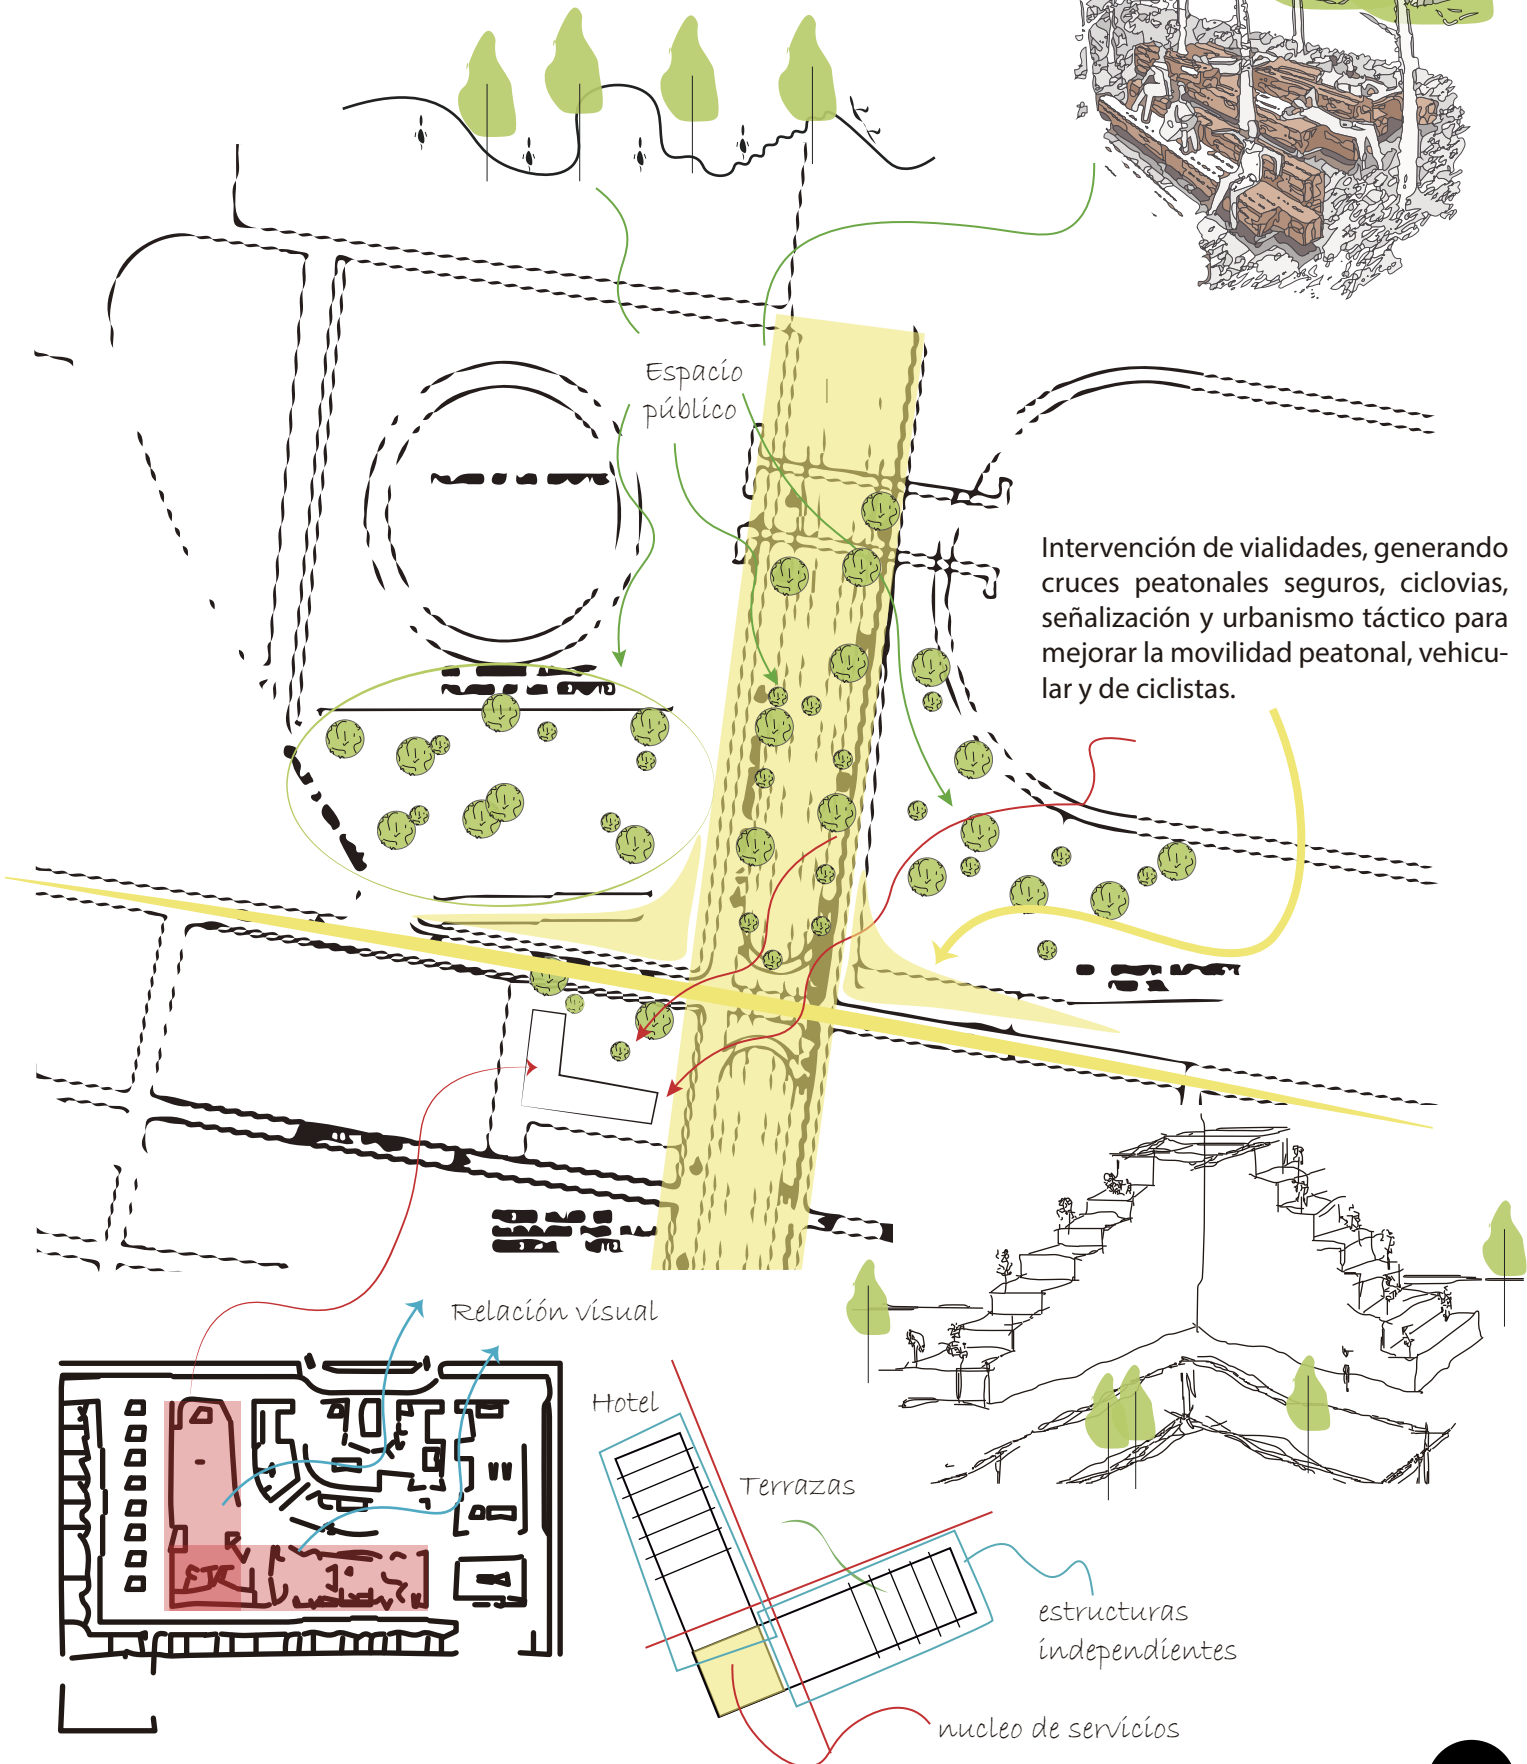 Espacio
público
Intervención de vialidades, generando
cruces peatonales seguros, ciclovias,
señalización y urbanismo táctico para
mejorar la movilidad peatonal, vehicu-
lar y de ciclistas.
Relación visual
Hotel
Terrazas
estructuras
independientes
nucleo de servicios